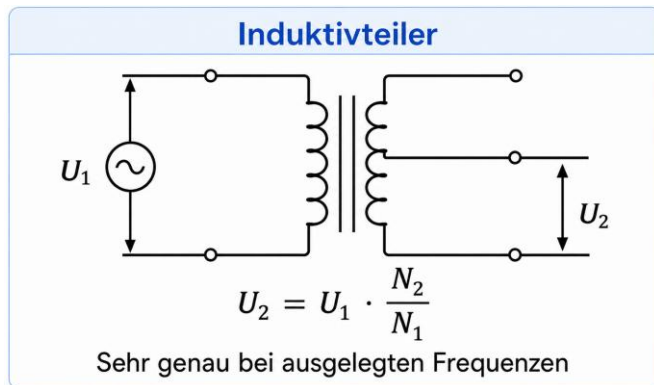 Induktivteiler
U₁
U₂
U₂ = U₁ · N₂/N₁
Sehr genau bei ausgelegten Frequenzen